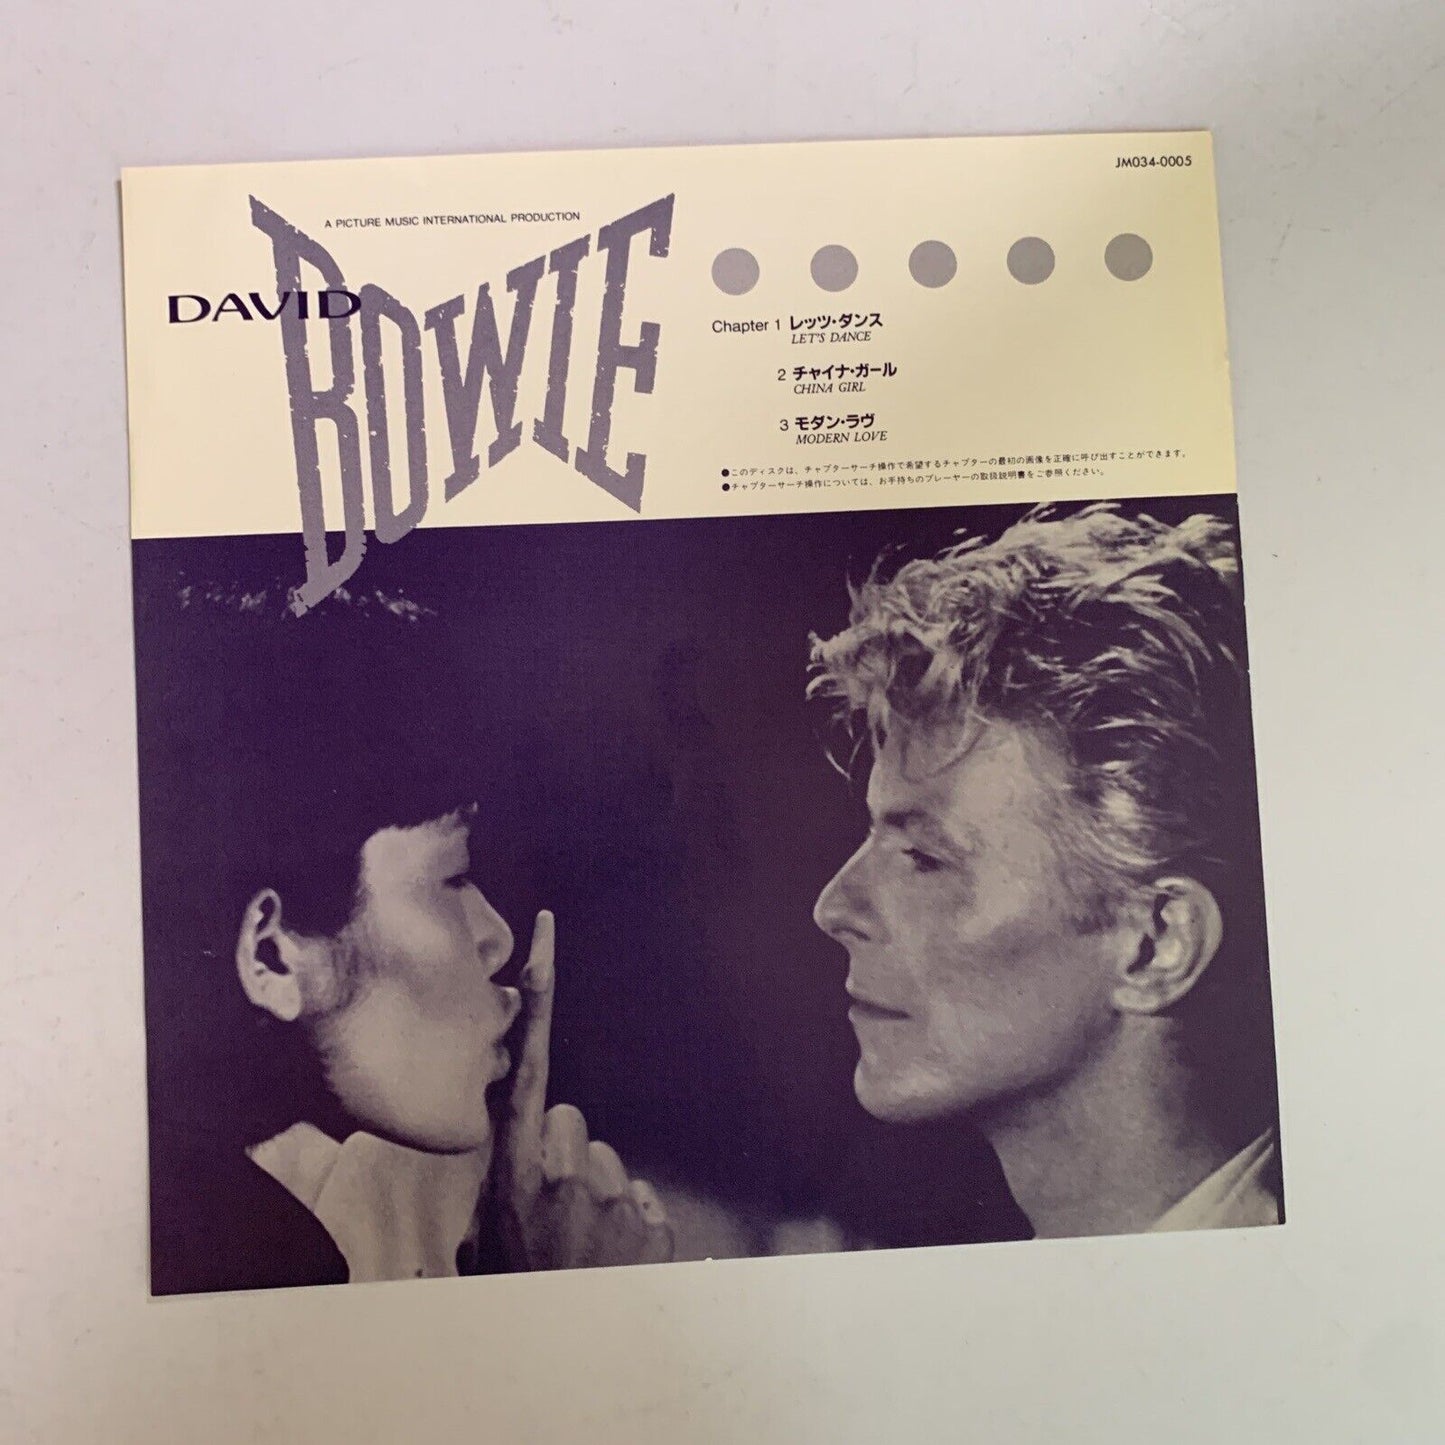 JM034-0005
A PICTURE MUSIC INTERNATIONAL PRODUCTION
DAVID
BOWIE
Chapter 1 レッツ・ダンス
LET'S DANCE
2 チャイナ・ガール
CHINA GIRL
3 モダン・ラヴ
MODERN LOVE
●このディスクは、チャプターサーチ操作で希望するチャプターの最初の画像を正確に呼び出すことができます。
●チャプターサーチ操作については、お手持ちのプレーヤーの取扱説明書をご参照ください。